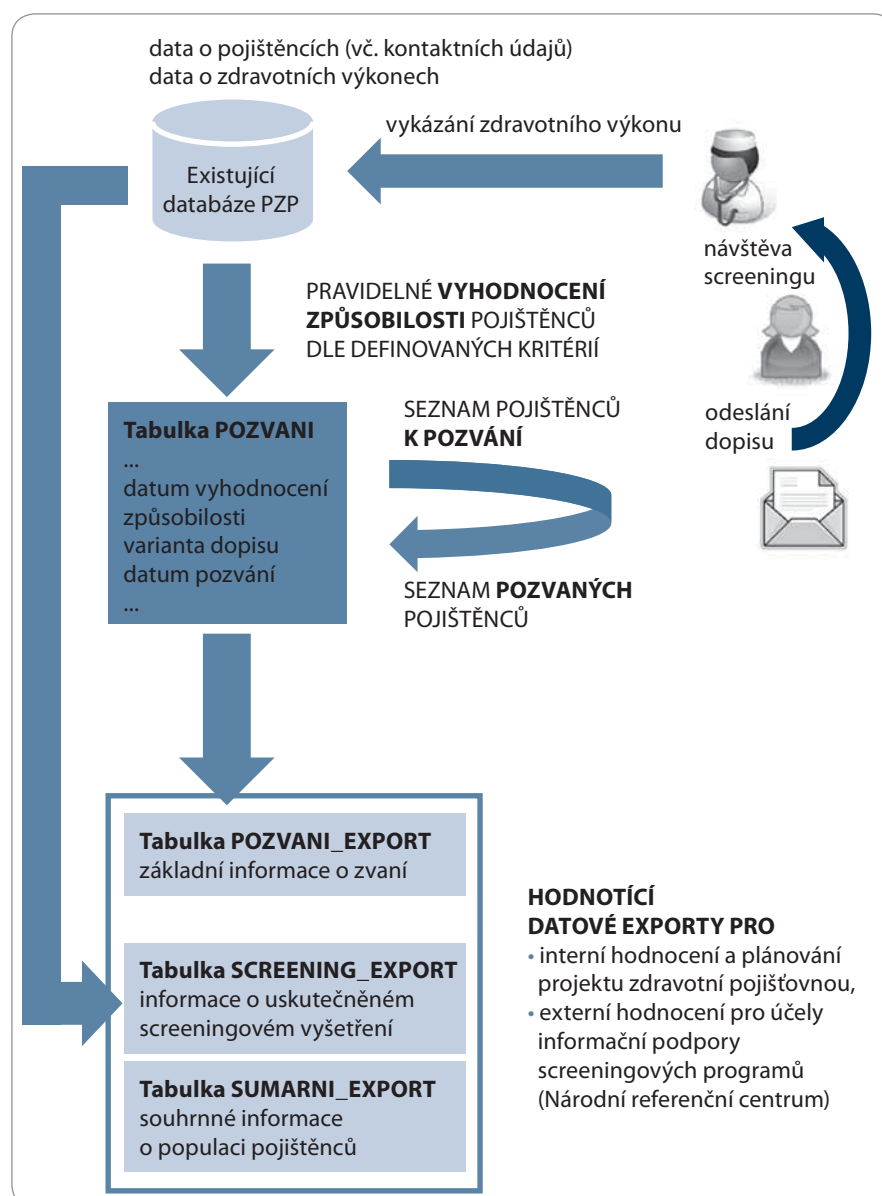 data o pojištěncích (vč. kontaktních údajů)
data o zdravotních výkonech
vykázání zdravotního výkonu
Existující
databáze PZP
návštěva
screeningu
PRAVIDELNÉ VYHODNOCENÍ
ZPŮSOBILOSTI POJIŠTĚNCŮ
DLE DEFINOVANÝCH KRITÉRIÍ
odeslání
dopisu
SEZNAM POJIŠTĚNCŮ
K POZVÁNÍ
Tabulka POZVANI
...
datum vyhodnocení
způsobilosti
varianta dopisu
datum pozvání
...
SEZNAM POZVANÝCH
POJIŠTĚNCŮ
Tabulka POZVANI_EXPORT
základní informace o zvaní
Tabulka SCREENING_EXPORT
informace o uskutečněném
screeningovém vyšetření
Tabulka SUMARNI_EXPORT
souhrnné informace
o populaci pojištěnců
HODNOTÍCÍ
DATOVÉ EXPORTY PRO
• interní hodnocení a plánování
projektu zdravotní pojišťovnou,
• externí hodnocení pro účely
informační podpory
screeningových programů
(Národní referenční centrum)